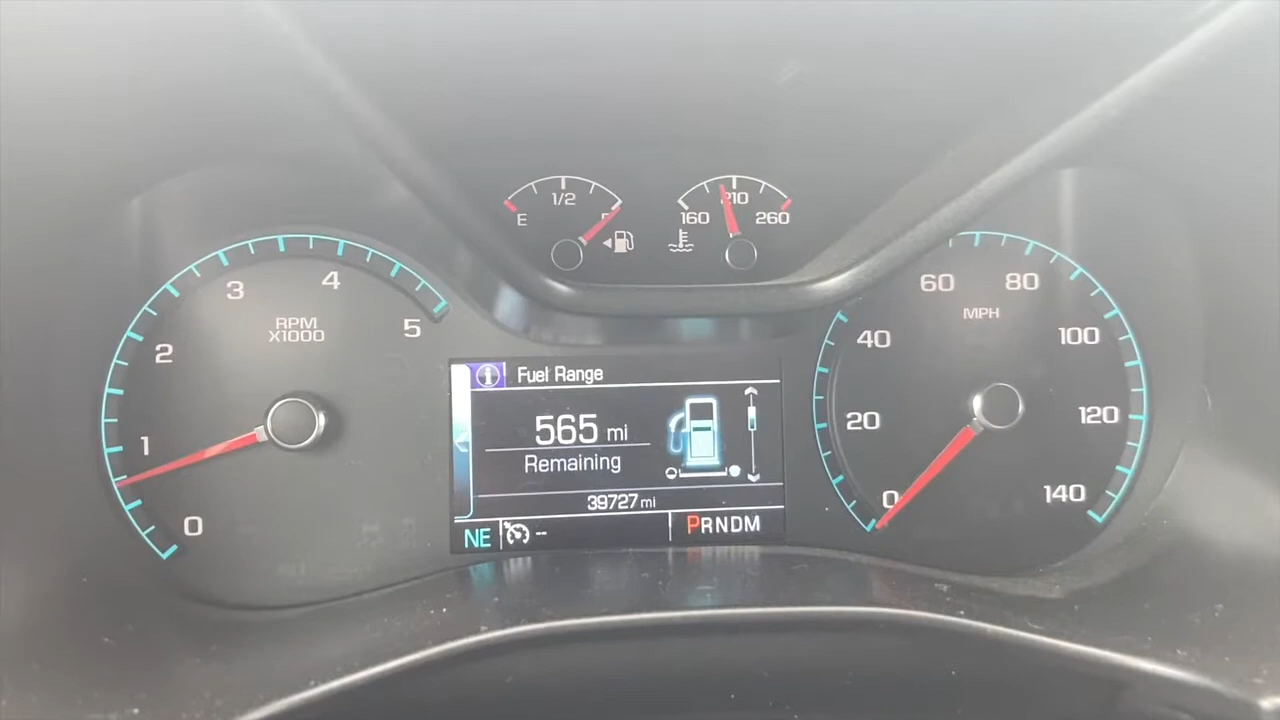 1/2
E
F
160
210
260
0
1
2
3
4
5
RPM
X1000
i Fuel Range
565 mi
Remaining
39727 mi
NE -- PRNDM
0
20
40
60
80
100
120
140
MPH